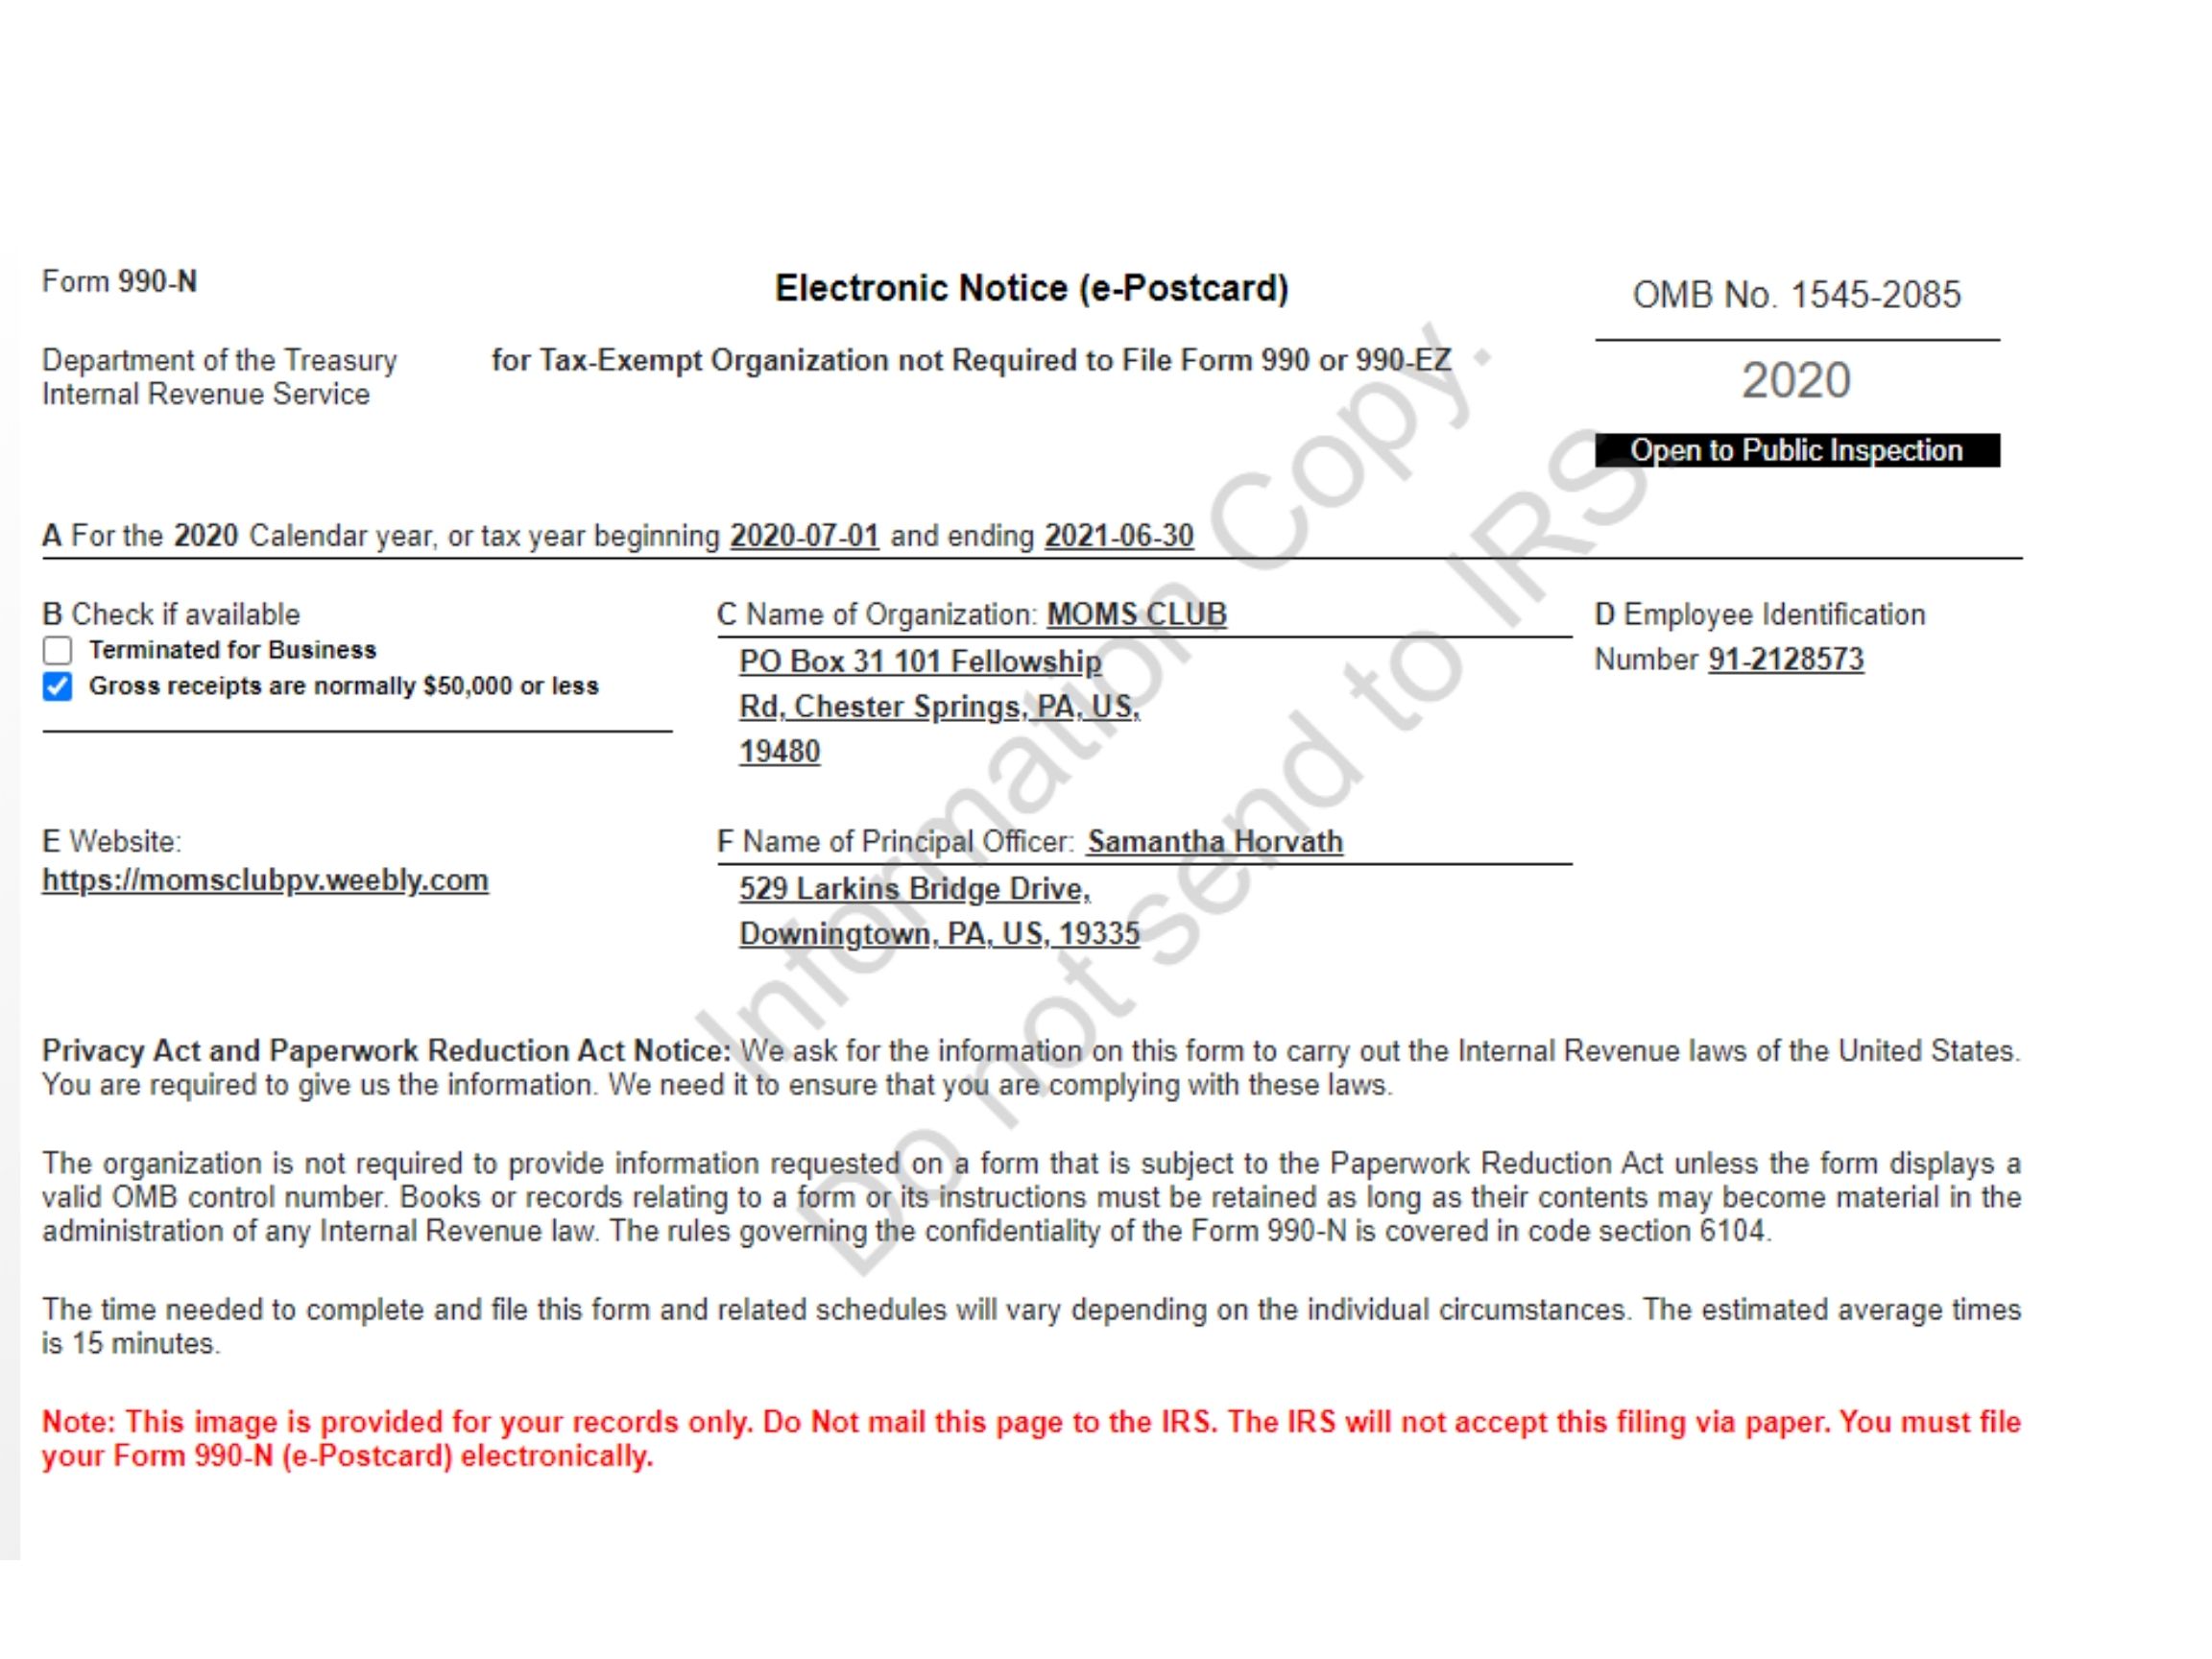 Form 990-N
Electronic Notice (e-Postcard)
OMB No. 1545-2085
Department of the Treasury
Internal Revenue Service
for Tax-Exempt Organization not Required to File Form 990 or 990-EZ
2020
Open to Public Inspection
A For the 2020 Calendar year, or tax year beginning 2020-07-01 and ending 2021-06-30
B Check if available
Terminated for Business
Gross receipts are normally $50,000 or less
C Name of Organization: MOMS CLUB
PO Box 31 101 Fellowship
Rd, Chester Springs, PA, US,
19480
D Employee Identification
Number 91-2128573
E Website:
https://momsclubpv.weebly.com
F Name of Principal Officer: Samantha Horvath
529 Larkins Bridge Drive,
Downingtown, PA, US, 19335
Privacy Act and Paperwork Reduction Act Notice: We ask for the information on this form to carry out the Internal Revenue laws of the United States.
You are required to give us the information. We need it to ensure that you are complying with these laws.
The organization is not required to provide information requested on a form that is subject to the Paperwork Reduction Act unless the form displays a
valid OMB control number. Books or records relating to a form or its instructions must be retained as long as their contents may become material in the
administration of any Internal Revenue law. The rules governing the confidentiality of the Form 990-N is covered in code section 6104.
The time needed to complete and file this form and related schedules will vary depending on the individual circumstances. The estimated average times
is 15 minutes.
Note: This image is provided for your records only. Do Not mail this page to the IRS. The IRS will not accept this filing via paper. You must file
your Form 990-N (e-Postcard) electronically.
Information Copy.
Do not send to IRS.